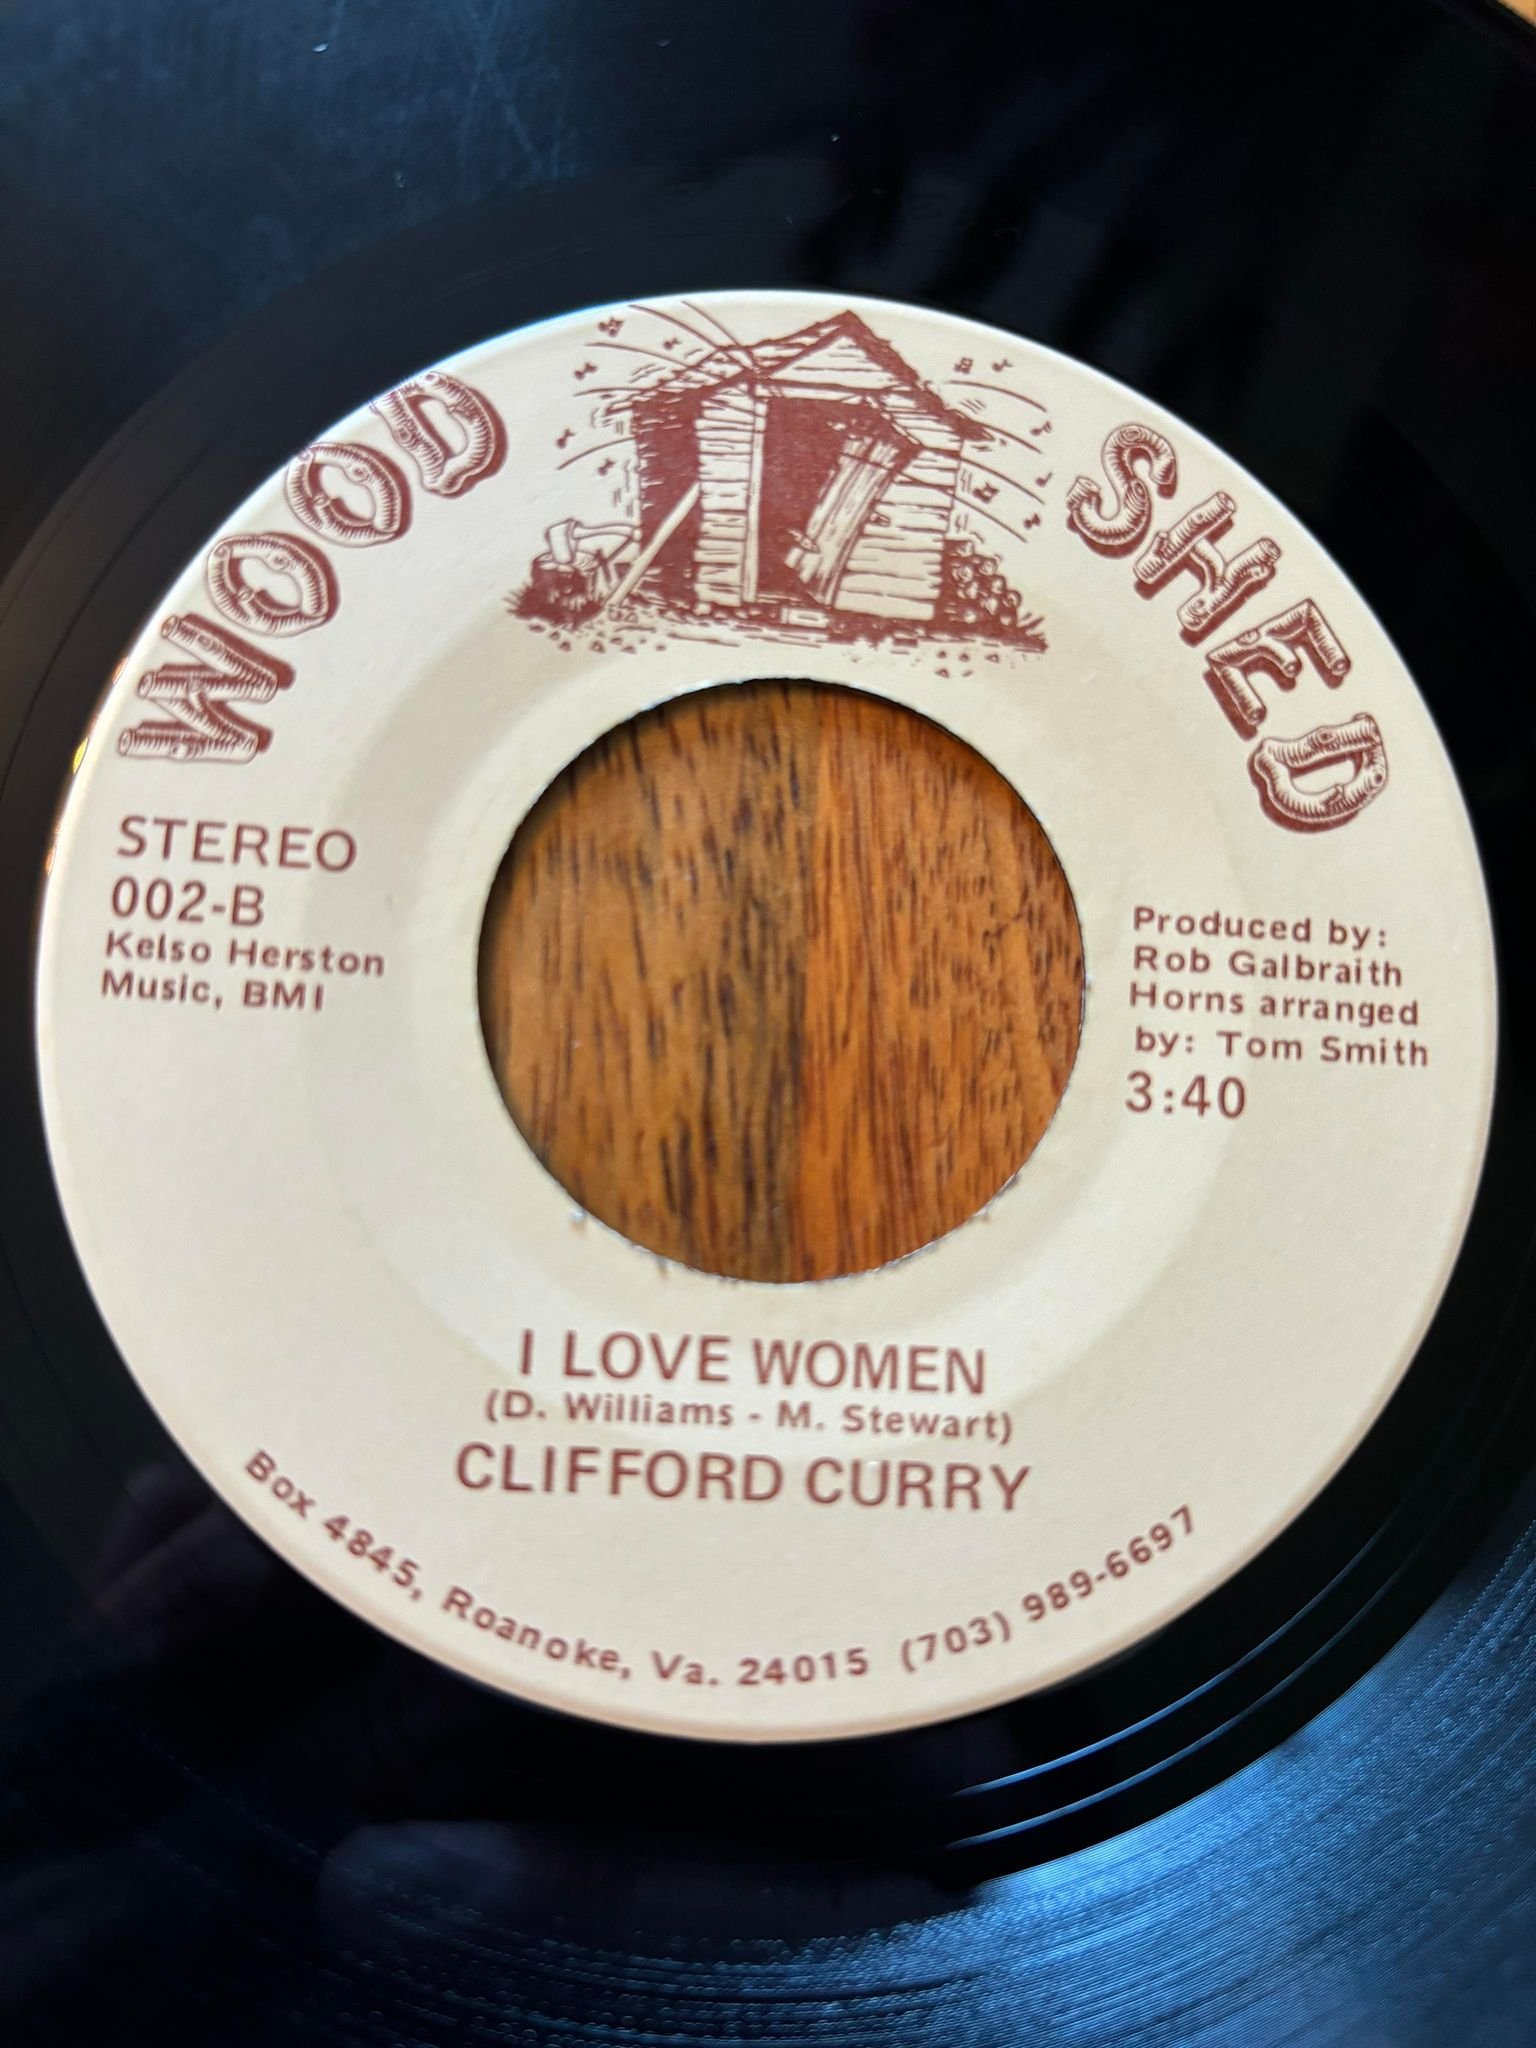 WOOD SHED
STEREO
002-B
Kelso Herston
Music, BMI
Produced by:
Rob Galbraith
Horns arranged
by: Tom Smith
3:40
I LOVE WOMEN
(D. Williams - M. Stewart)
CLIFFORD CURRY
Box 4845, Roanoke, Va. 24015 (703) 989-6697